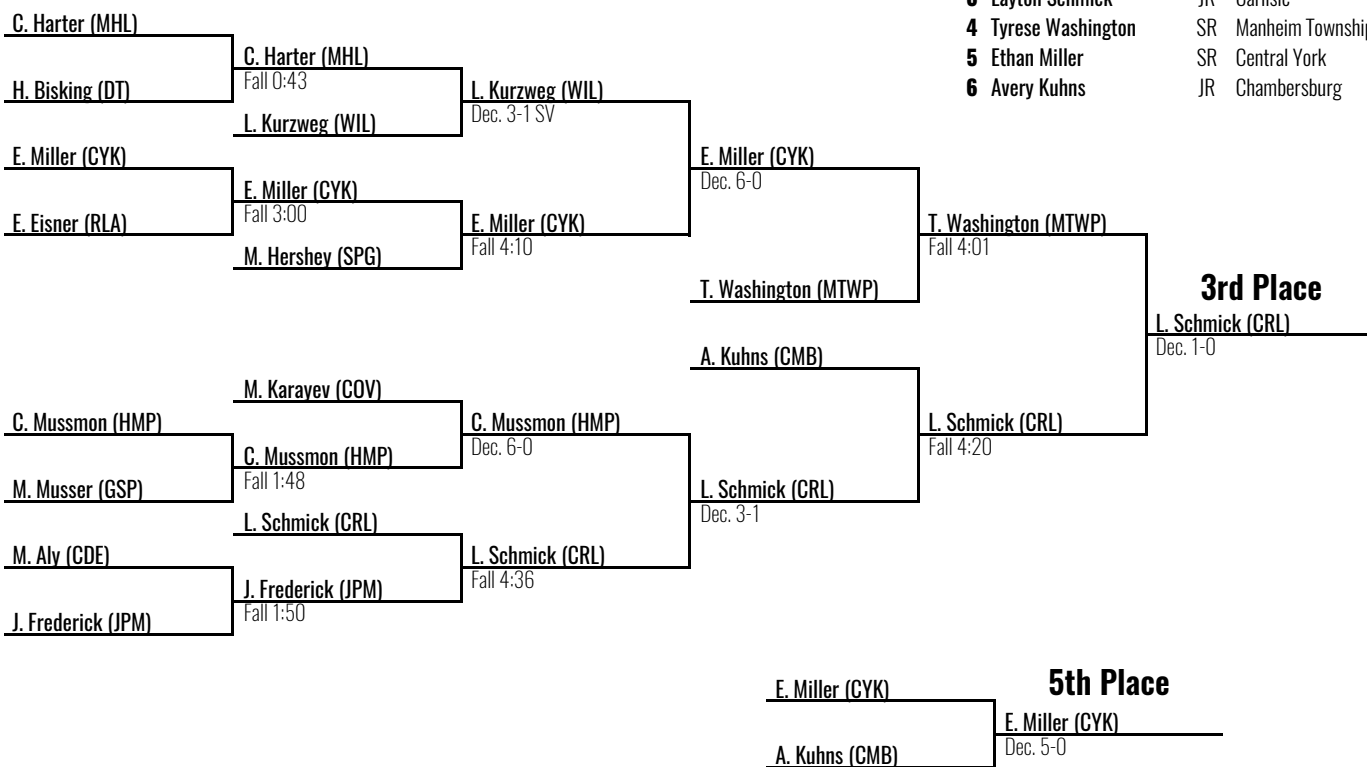 3 Layton Schmick JR Carlisle
4 Tyrese Washington SR Manheim Township
5 Ethan Miller SR Central York
6 Avery Kuhns JR Chambersburg
C. Harter (MHL)
H. Bisking (DT)
E. Miller (CYK)
E. Eisner (RLA)
C. Mussmon (HMP)
M. Musser (GSP)
M. Aly (CDE)
J. Frederick (JPM)
C. Harter (MHL)
Fall 0:43
L. Kurzweg (WIL)
E. Miller (CYK)
Fall 3:00
M. Hershey (SPG)
M. Karayev (COV)
C. Mussmon (HMP)
Fall 1:48
L. Schmick (CRL)
J. Frederick (JPM)
Fall 1:50
L. Kurzweg (WIL)
Dec. 3-1 SV
E. Miller (CYK)
Fall 4:10
C. Mussmon (HMP)
Dec. 6-0
L. Schmick (CRL)
Fall 4:36
E. Miller (CYK)
Dec. 6-0
T. Washington (MTWP)
A. Kuhns (CMB)
L. Schmick (CRL)
Dec. 3-1
T. Washington (MTWP)
Fall 4:01
L. Schmick (CRL)
Fall 4:20
3rd Place
L. Schmick (CRL)
Dec. 1-0
5th Place
E. Miller (CYK)
A. Kuhns (CMB)
E. Miller (CYK)
Dec. 5-0